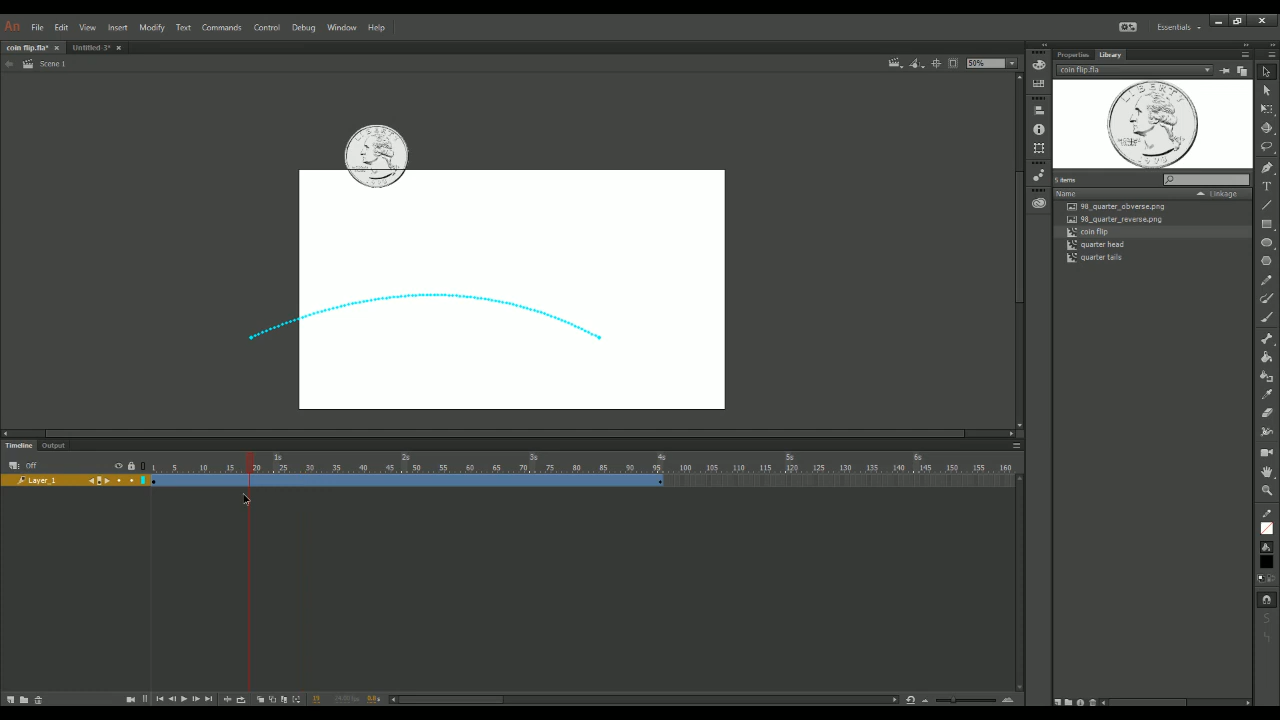 An File Edit View Insert Modify Text Commands Control Debug Window Help Essentials
coin flip.fla* × Untitled-3* ×
Scene 1 50%
Properties Library
coin flip.fla
LIBERTY
5 items
Name Linkage
98_quarter_obverse.png
98_quarter_reverse.png
coin flip
quarter head
quarter tails
Timeline Output
1s 2s 3s 4s 5s 6s
Off 1 5 10 15 20 25 30 35 40 45 50 55 60 65 70 75 80 85 90 95 100 105 110 115 120 125 130 135 140 145 150 155 160
Layer_1
19